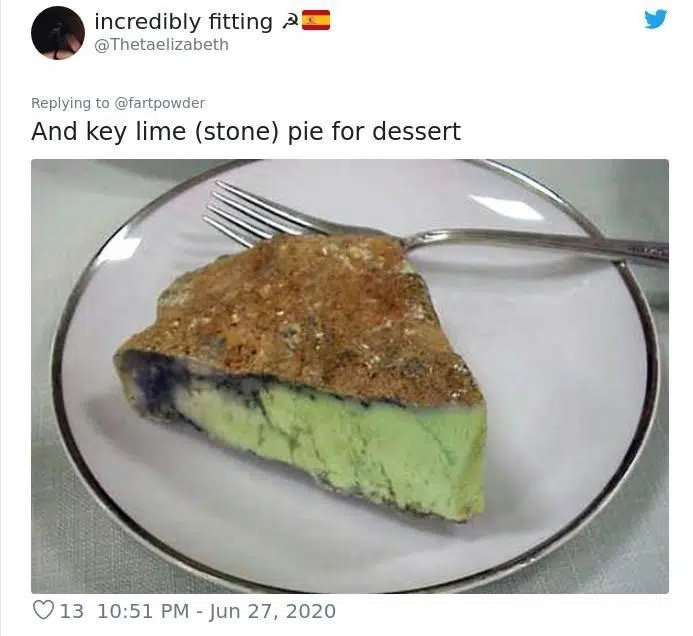 incredibly fitting ☭🇪🇸
@Thetaelizabeth
Replying to @fartpowder
And key lime (stone) pie for dessert
13 10:51 PM - Jun 27, 2020